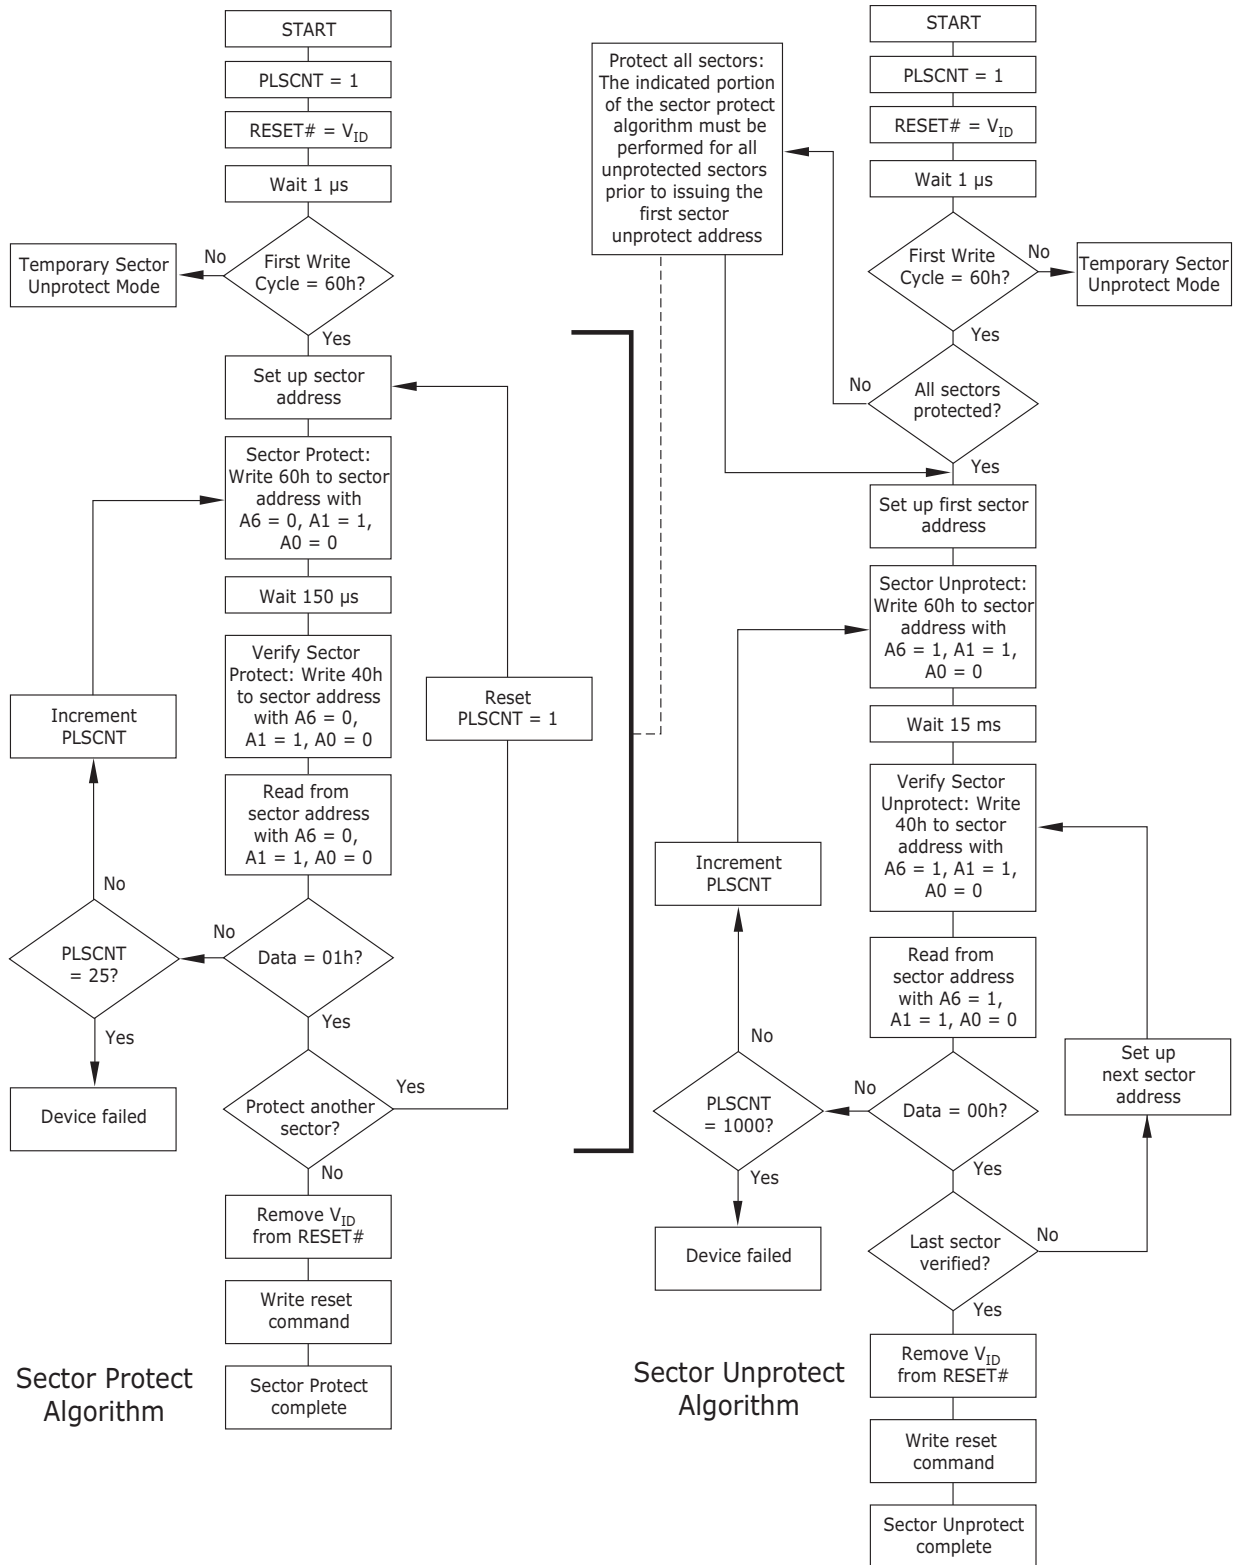 START
PLSCNT = 1
RESET# = VID
Wait 1 μs
First Write
Cycle = 60h?
No
Temporary Sector
Unprotect Mode
Yes
Set up sector
address
Sector Protect:
Write 60h to sector
address with
A6 = 0, A1 = 1,
A0 = 0
Wait 150 μs
Verify Sector
Protect: Write 40h
to sector address
with A6 = 0,
A1 = 1, A0 = 0
Reset
PLSCNT = 1
Increment
PLSCNT
Read from
sector address
with A6 = 0,
A1 = 1, A0 = 0
No
PLSCNT
= 25?
No
Data = 01h?
Yes
Yes
Device failed
Protect another
sector?
Yes
No
Remove VID
from RESET#
Write reset
command
Sector Protect
complete
Sector Protect
Algorithm
Protect all sectors:
The indicated portion
of the sector protect
algorithm must be
performed for all
unprotected sectors
prior to issuing the
first sector
unprotect address
START
PLSCNT = 1
RESET# = VID
Wait 1 μs
First Write
Cycle = 60h?
No
Temporary Sector
Unprotect Mode
Yes
No
All sectors
protected?
Yes
Set up first sector
address
Sector Unprotect:
Write 60h to sector
address with
A6 = 1, A1 = 1,
A0 = 0
Wait 15 ms
Verify Sector
Unprotect: Write
40h to sector
address with
A6 = 1, A1 = 1,
A0 = 0
Increment
PLSCNT
Read from
sector address
with A6 = 1,
A1 = 1, A0 = 0
No
Set up
next sector
address
PLSCNT
= 1000?
No
Data = 00h?
Yes
Yes
Device failed
Last sector
verified?
No
Yes
Remove VID
from RESET#
Write reset
command
Sector Unprotect
complete
Sector Unprotect
Algorithm